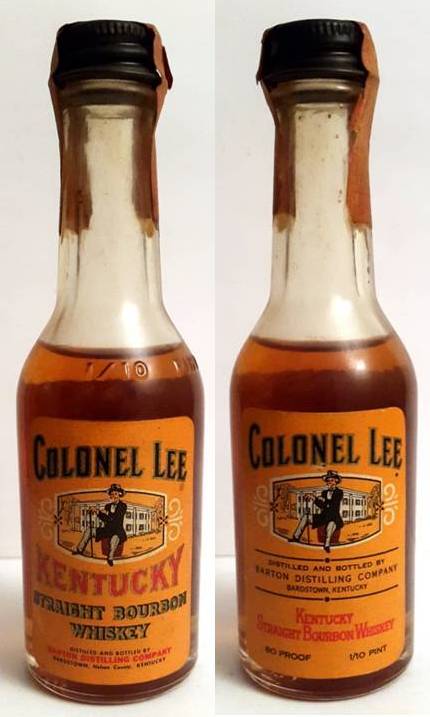 1/10
COLONEL LEE
KENTUCKY
STRAIGHT BOURBON
WHISKEY
DISTILLED AND BOTTLED BY
BARTON DISTILLING COMPANY
BARDSTOWN, Nelson County, KENTUCKY
COLONEL LEE
DISTILLED AND BOTTLED BY
BARTON DISTILLING COMPANY
BARDSTOWN, KENTUCKY
KENTUCKY
STRAIGHT BOURBON WHISKEY
80 PROOF 1/10 PINT